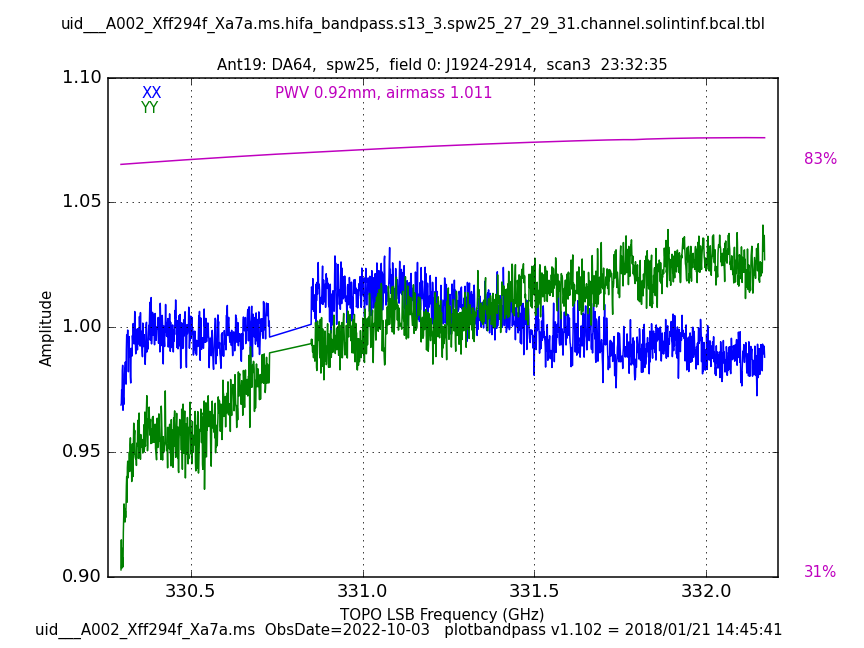 uid___A002_Xff294f_Xa7a.ms.hifa_bandpass.s13_3.spw25_27_29_31.channel.solintinf.bcal.tbl
Ant19: DA64,  spw25,  field 0: J1924-2914,  scan3  23:32:35
XX
YY
PWV 0.92mm, airmass 1.011
1.10
1.05
1.00
0.95
0.90
Amplitude
83%
31%
330.5
331.0
331.5
332.0
TOPO LSB Frequency (GHz)
uid___A002_Xff294f_Xa7a.ms  ObsDate=2022-10-03   plotbandpass v1.102 = 2018/01/21 14:45:41